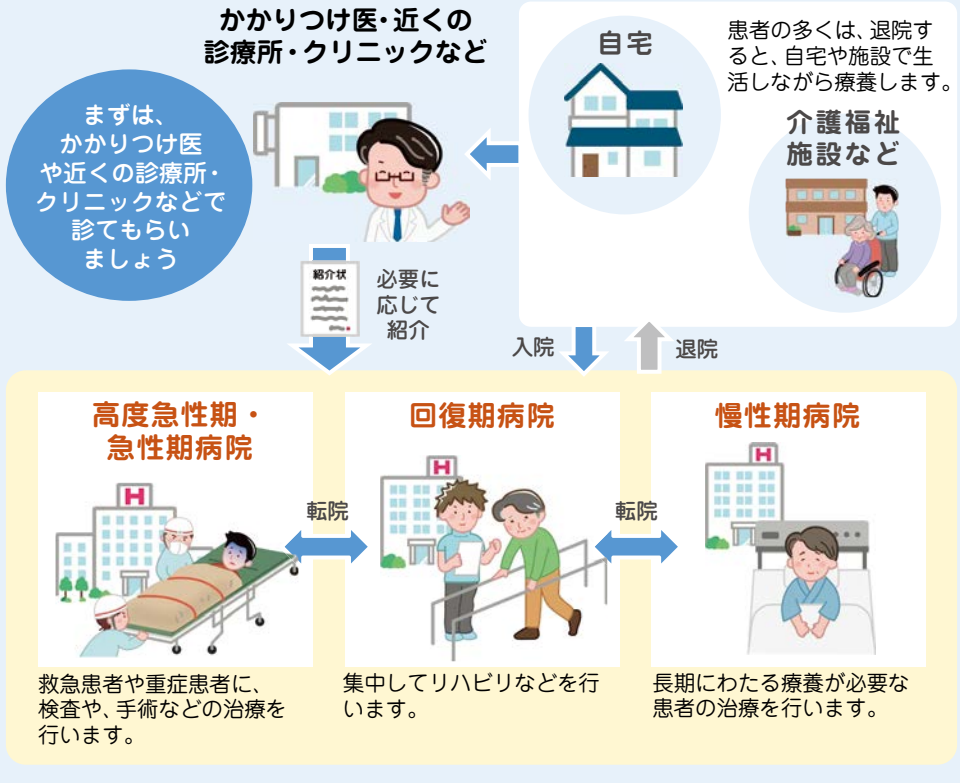 かかりつけ医・近くの
診療所・クリニックなど
まずは、
かかりつけ医
や近くの診療所・
クリニックなどで
診てもらい
ましょう
自宅
患者の多くは、退院す
ると、自宅や施設で生
活しながら療養します。
介護福祉
施設など
紹介状
必要に
応じて
紹介
入院
退院
高度急性期・
急性期病院
H
転院
救急患者や重症患者に、
検査や、手術などの治療を
行います。
回復期病院
H
転院
集中してリハビリなどを行
います。
慢性期病院
H
長期にわたる療養が必要な
患者の治療を行います。